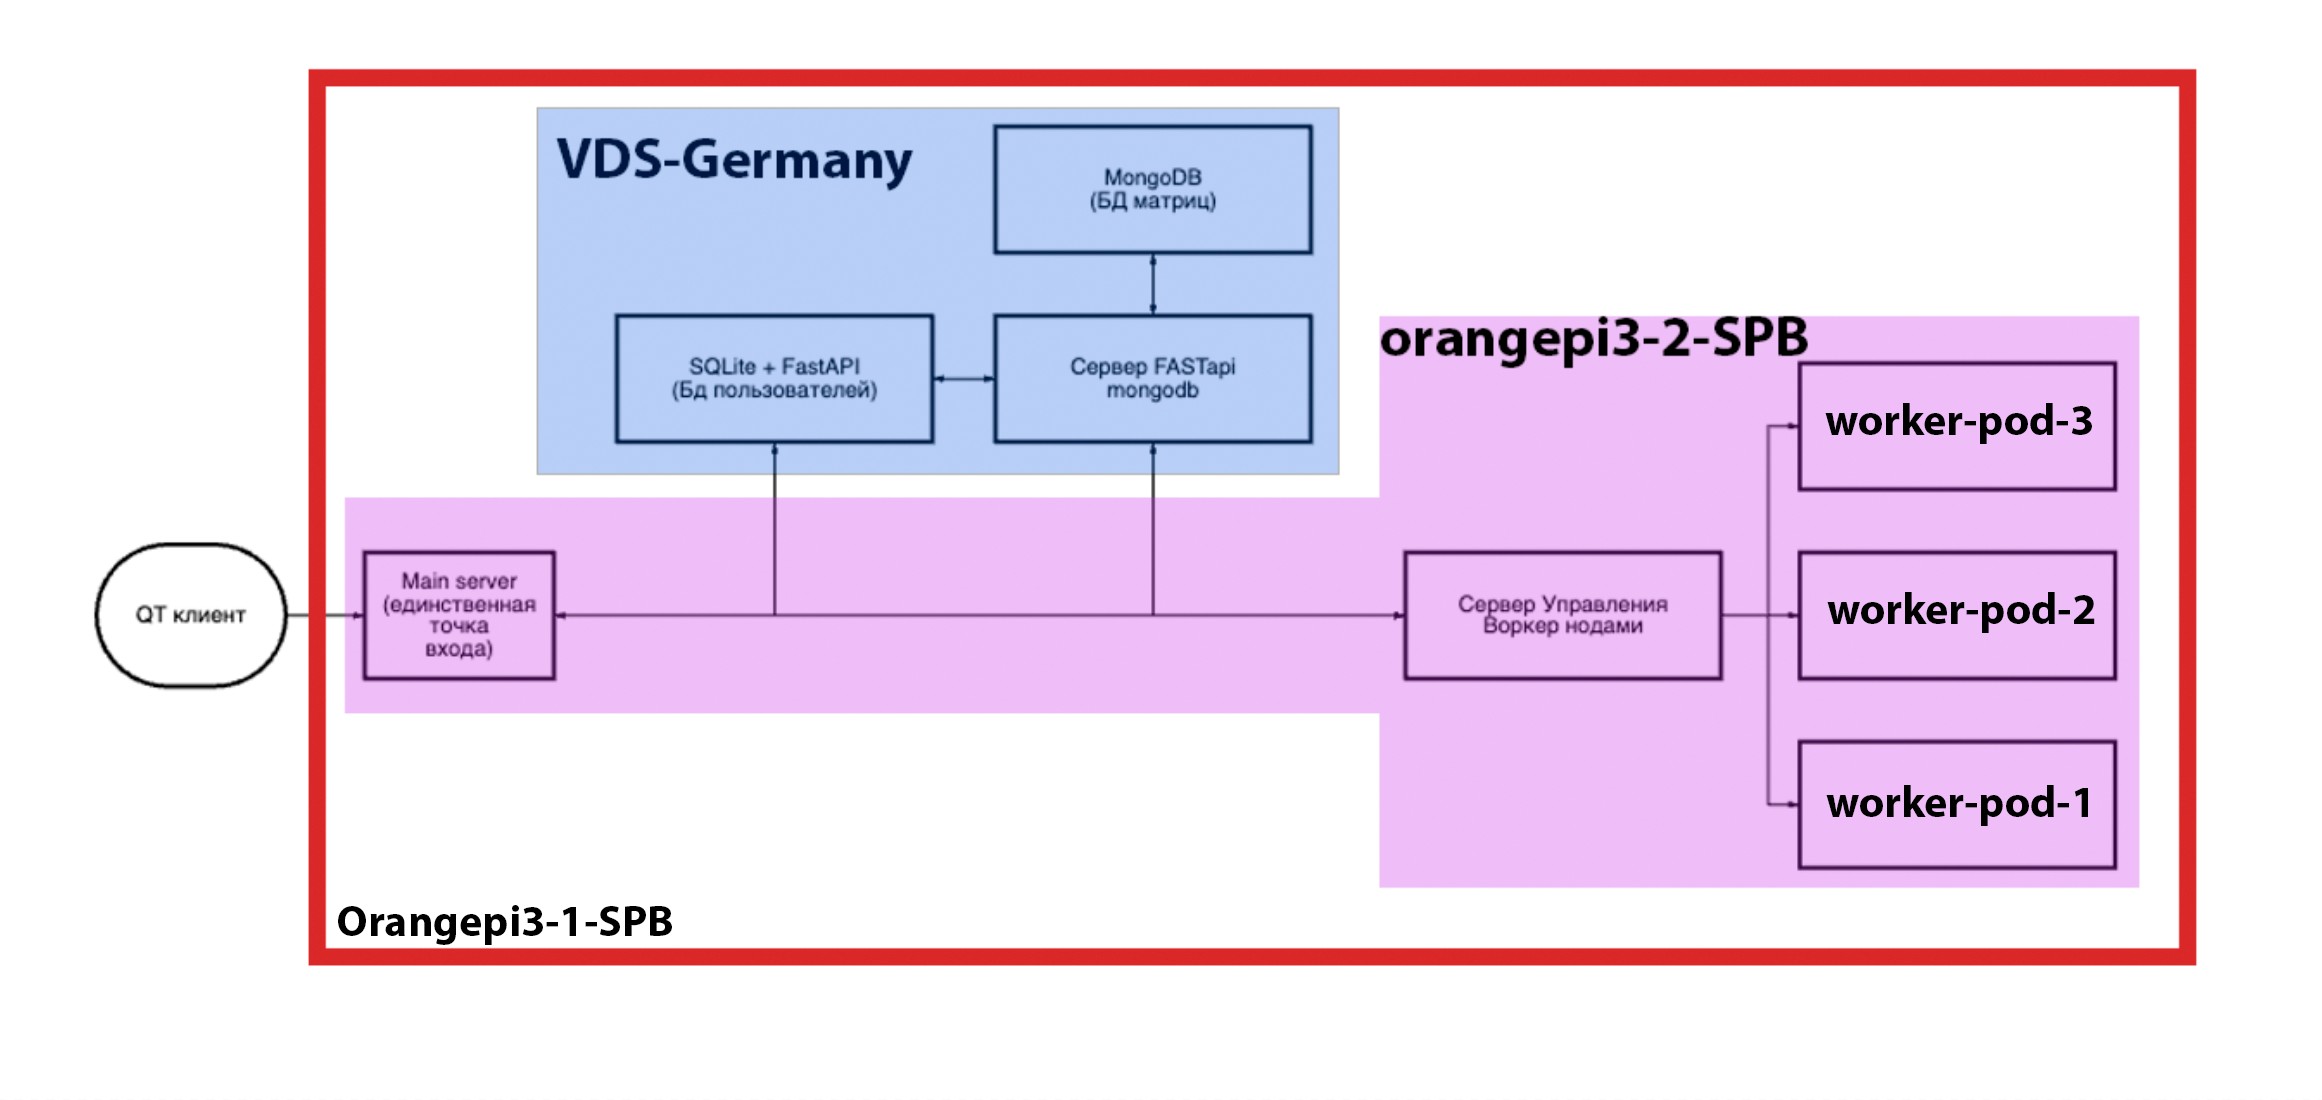 VDS-Germany
MongoDB
(БД матриц)
SQLite + FastAPI
(Бд пользователей)
Сервер FASTapi
mongodb
orangepi3-2-SPB
worker-pod-3
QT клиент
Main server
(единственная
точка
входа)
Сервер Управления
Воркер нодами
worker-pod-2
worker-pod-1
Orangepi3-1-SPB